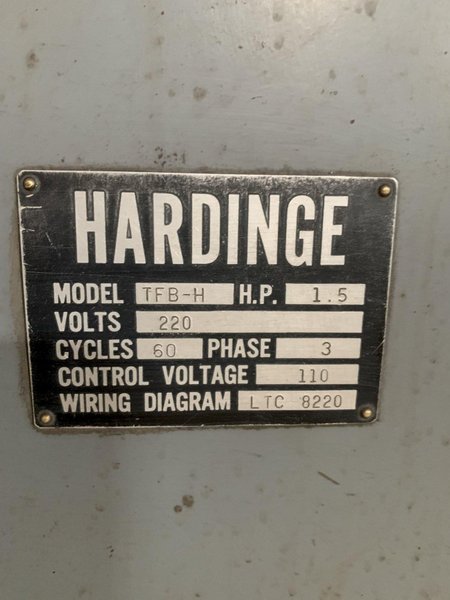 HARDINGE
MODEL TFB-H H.P. 1.5
VOLTS 220
CYCLES 60 PHASE 3
CONTROL VOLTAGE 110
WIRING DIAGRAM LTC 8220